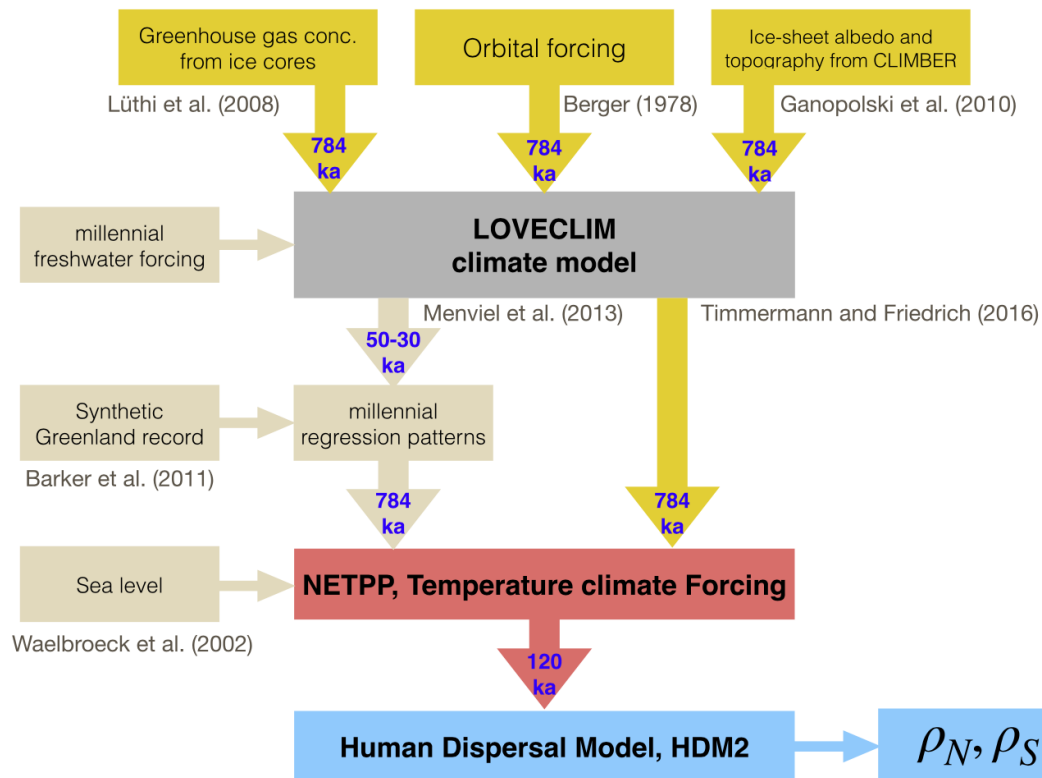 Greenhouse gas conc.
from ice cores
Orbital forcing
Ice-sheet albedo and
topography from CLIMBER
Lüthi et al. (2008)
Berger (1978)
Ganopolski et al. (2010)
784
ka
784
ka
784
ka
millennial
freshwater forcing
LOVECLIM
climate model
Menviel et al. (2013)
Timmermann and Friedrich (2016)
50-30
ka
Synthetic
Greenland record
millennial
regression patterns
Barker et al. (2011)
784
ka
784
ka
Sea level
NETPP, Temperature climate Forcing
Waelbroeck et al. (2002)
120
ka
Human Dispersal Model, HDM2
ρN, ρS